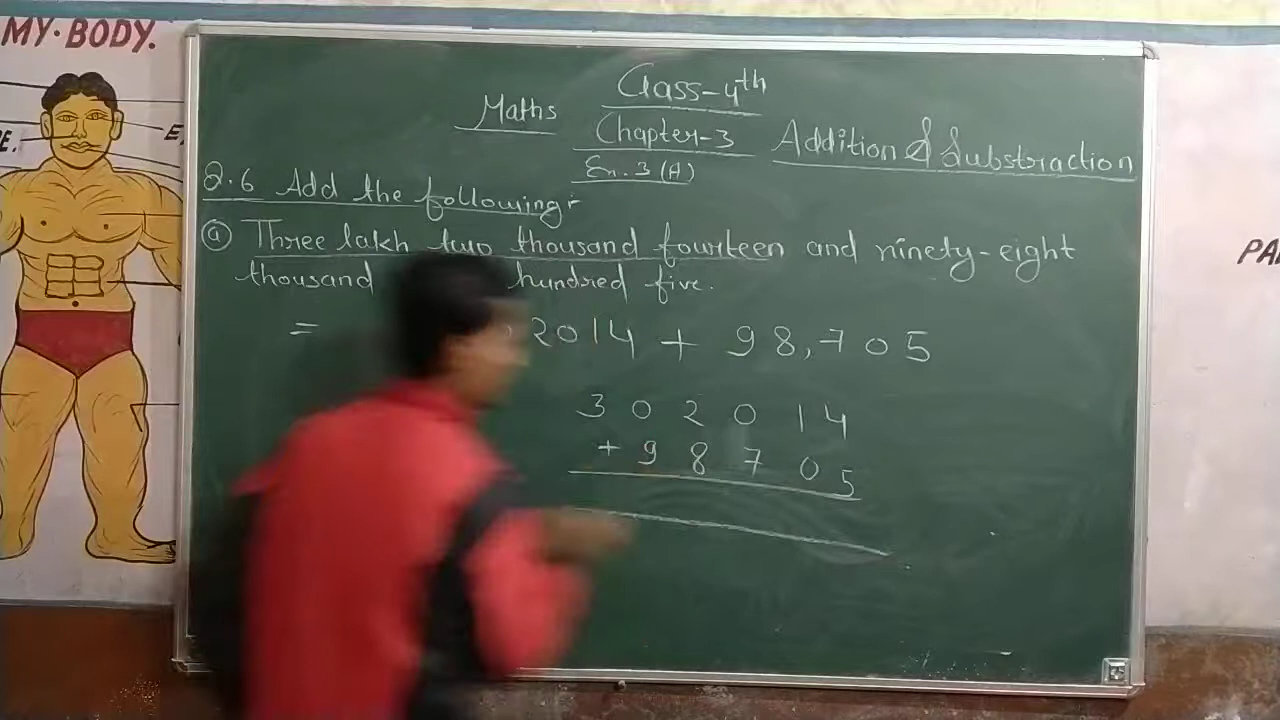 MY·BODY.
Class-4th
Maths
Chapter-3 Addition & Substraction
Ex. 3(A)
Q.6 Add the following:-
(a) Three lakh two thousand fourteen and ninety-eight
thousand hundred five.
= 2014 + 98,705
3 0 2 0 1 4
+ 9 8 7 0 5